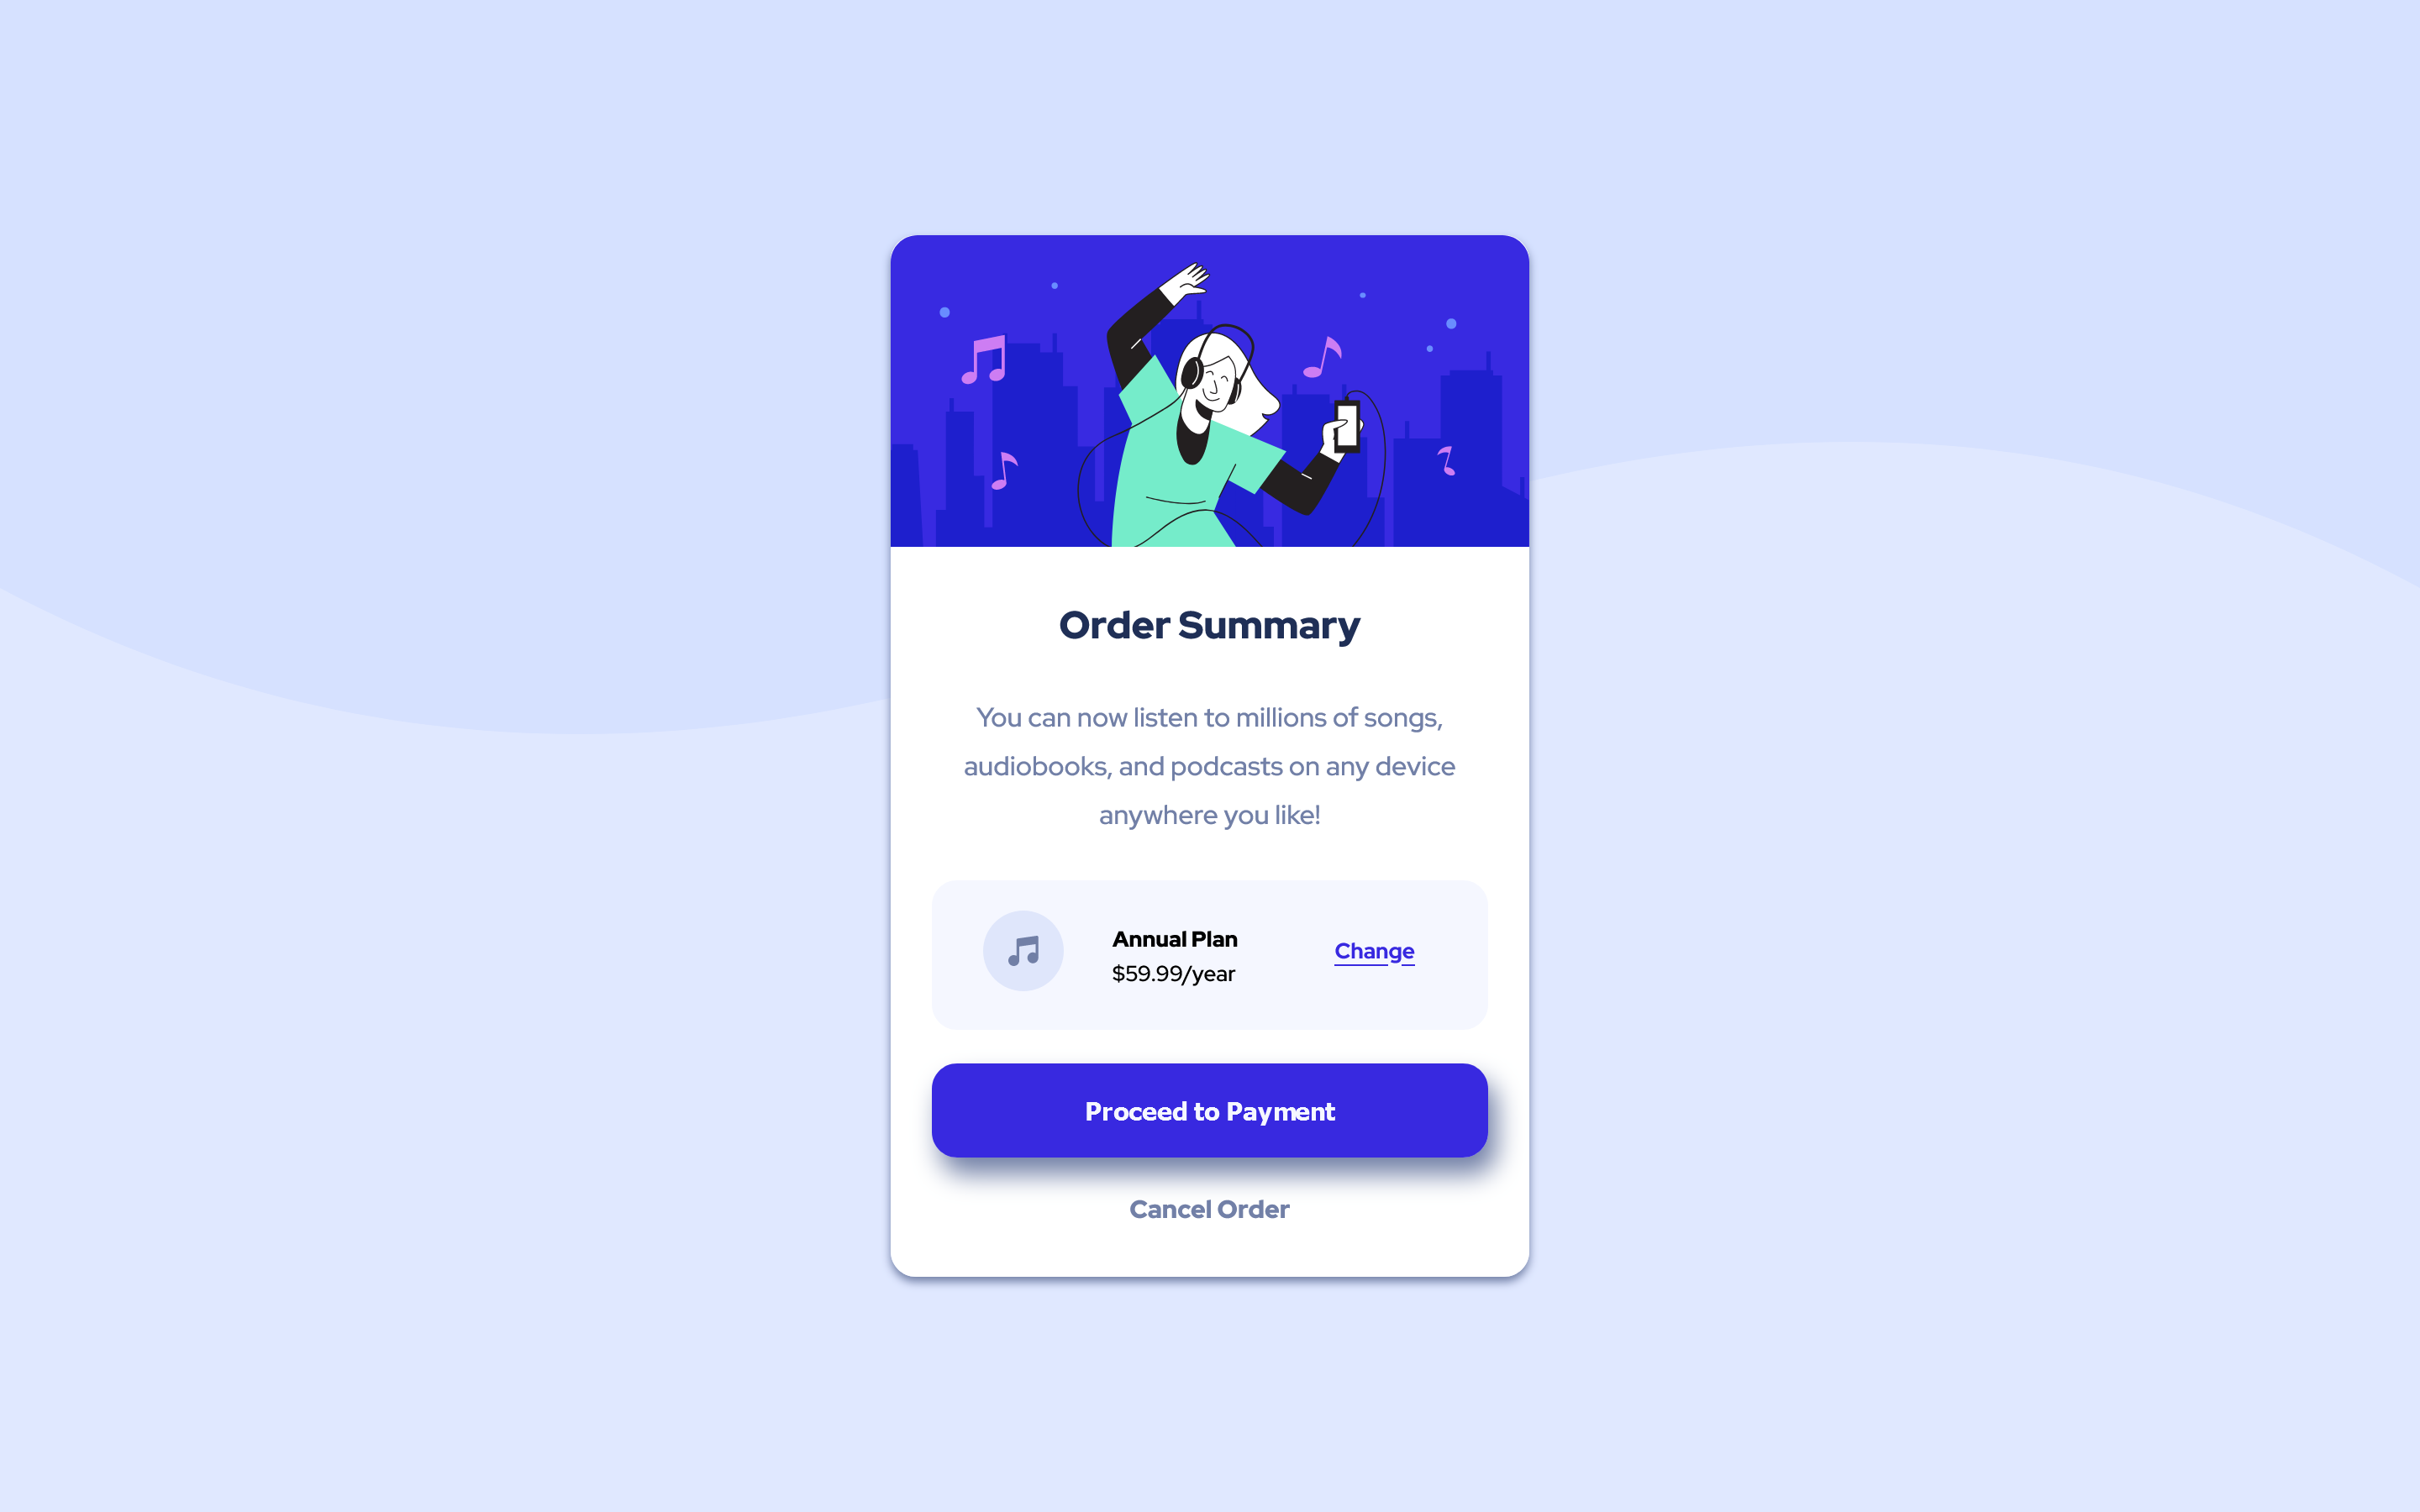 Order Summary
You can now listen to millions of songs,
audiobooks, and podcasts on any device
anywhere you like!
Annual Plan
$59.99/year
Change
Proceed to Payment
Cancel Order